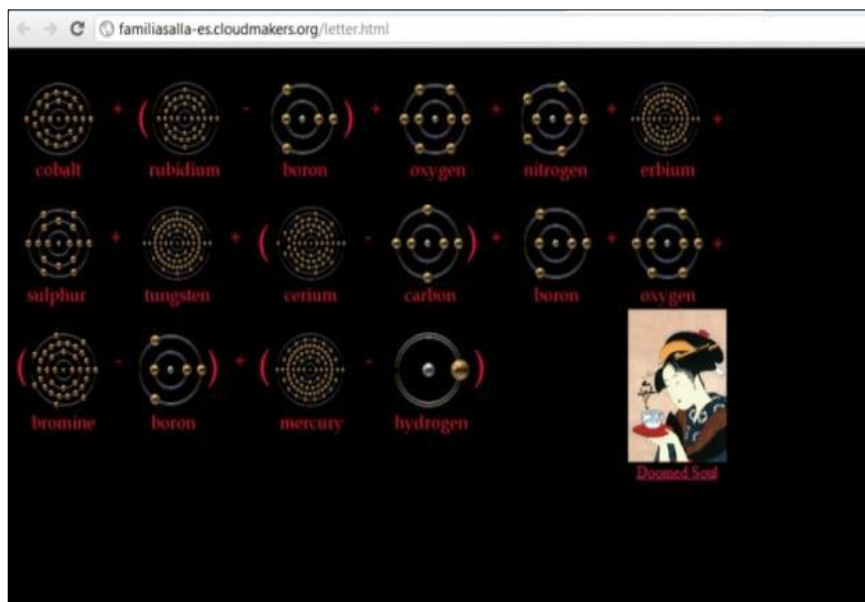 familiasalla-es.cloudmakers.org/letter.html
+ ( - ) + + + +
cobalt rubidium boron oxygen nitrogen erbium
+ + ( - ) + + +
sulphur tungsten cerium carbon boron oxygen
( - ) + ( - )
bromine boron mercury hydrogen
Doomed Soul